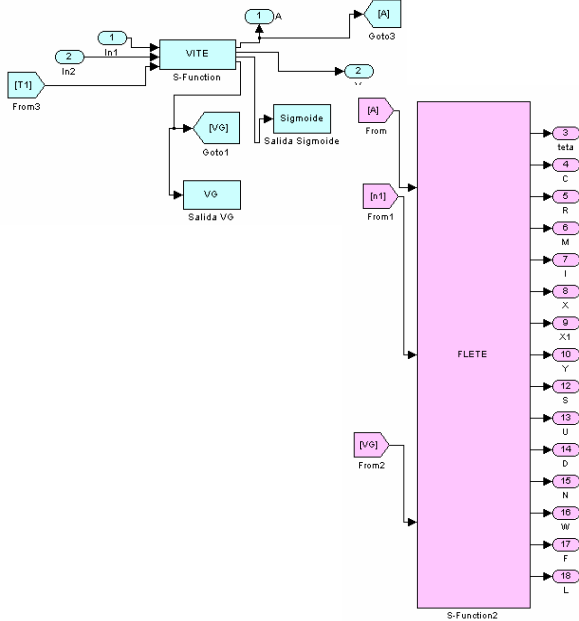 1
A
[A]
Goto3
1
In1
2
In2
VITE
S-Function
[T1]
From3
2
[VG]
Goto1
Sigmoide
Salida Sigmoide
VG
Salida VG
[A]
From
[n1]
From1
[VG]
From2
FLETE
S-Function2
3
teta
4
C
5
R
6
M
7
I
8
X
9
X1
10
Y
12
S
13
U
14
D
15
N
16
W
17
F
18
L